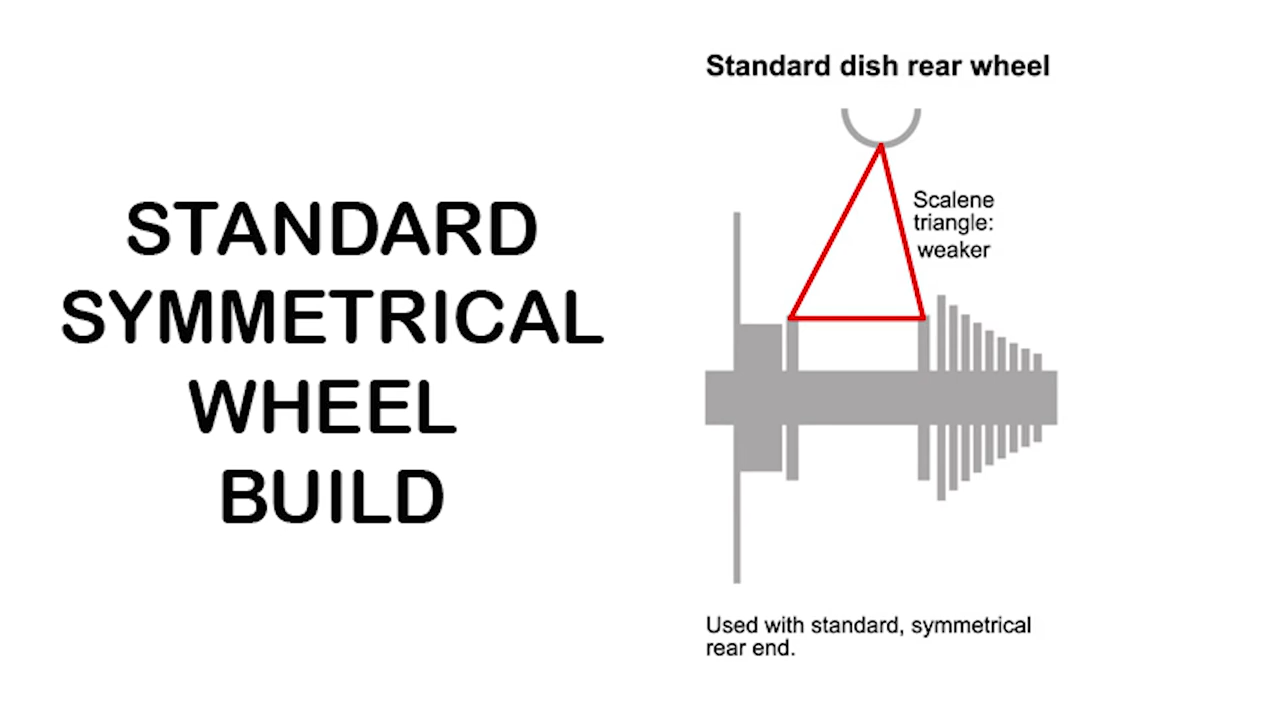 STANDARD
SYMMETRICAL
WHEEL
BUILD
Standard dish rear wheel
Scalene
triangle:
weaker
Used with standard, symmetrical
rear end.